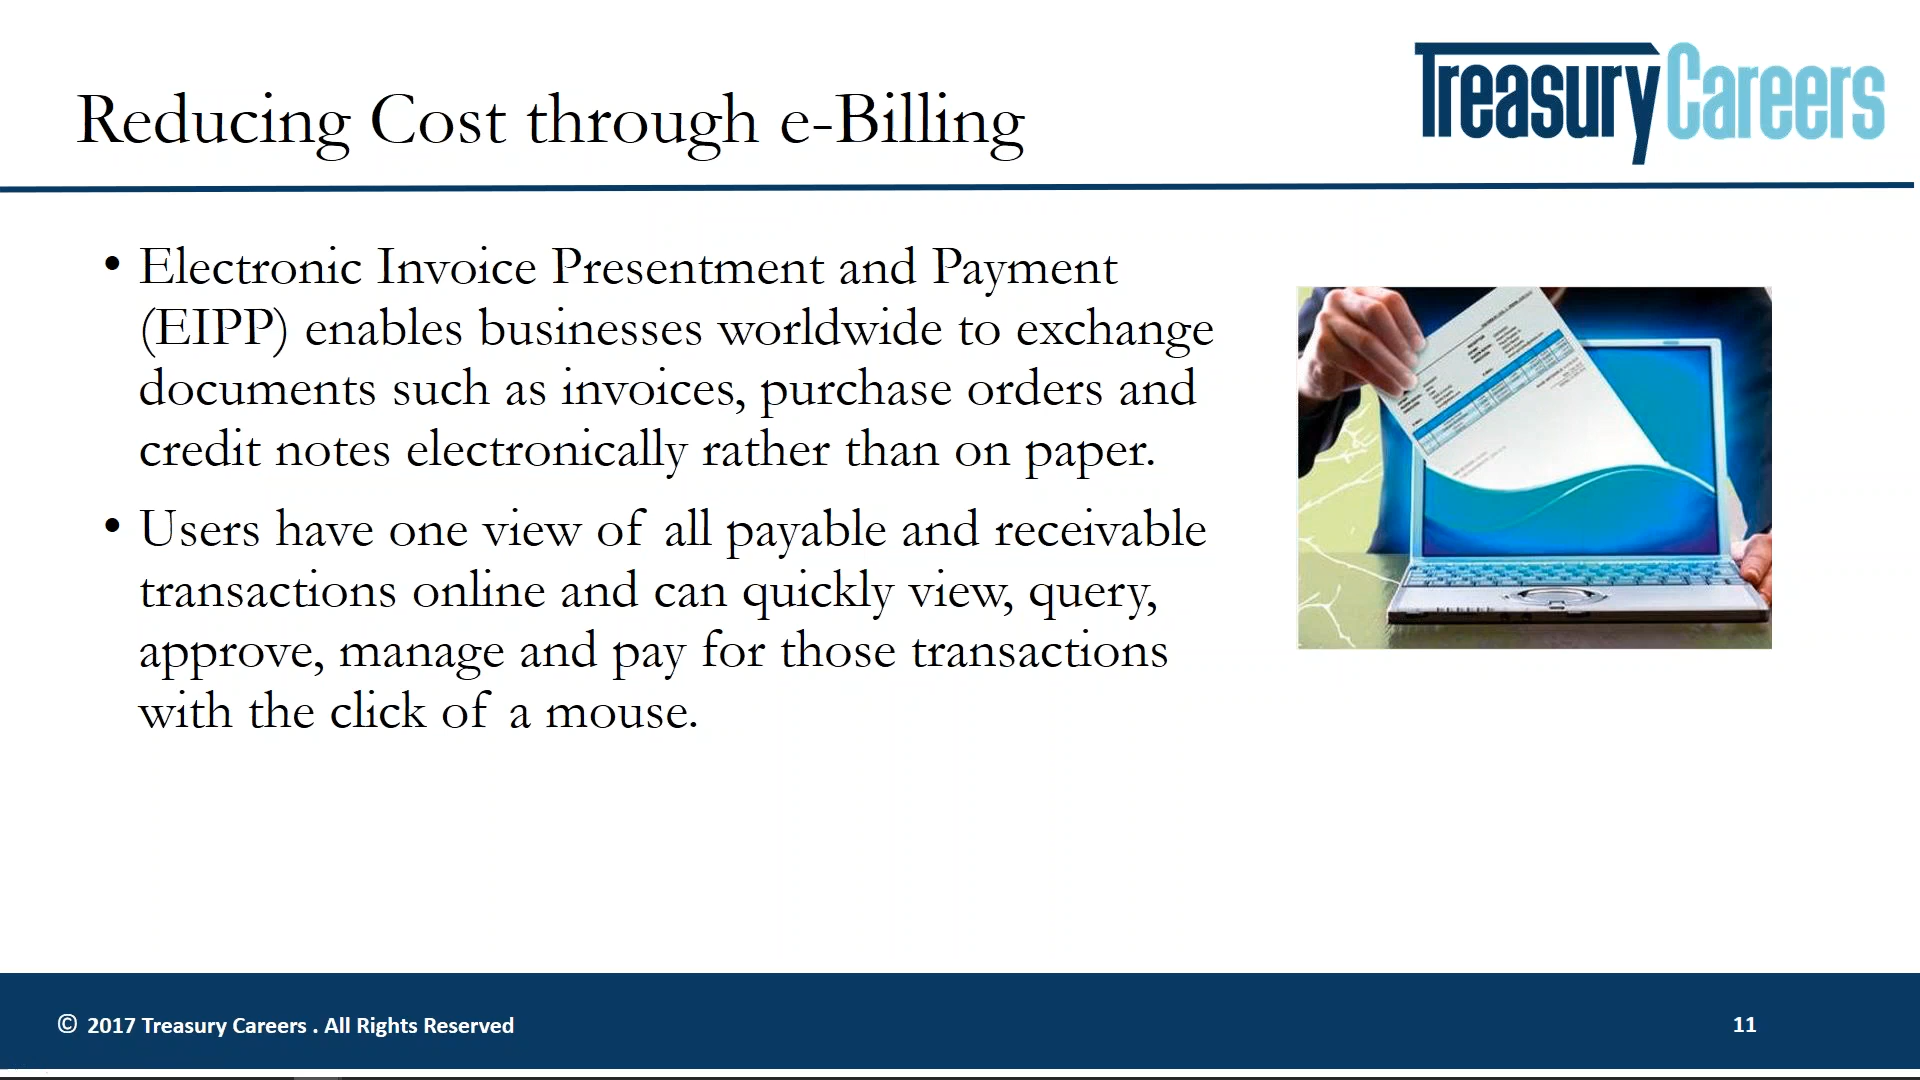 Treasury Careers
Reducing Cost through e-Billing
• Electronic Invoice Presentment and Payment
(EIPP) enables businesses worldwide to exchange
documents such as invoices, purchase orders and
credit notes electronically rather than on paper.
• Users have one view of all payable and receivable
transactions online and can quickly view, query,
approve, manage and pay for those transactions
with the click of a mouse.
© 2017 Treasury Careers . All Rights Reserved
11